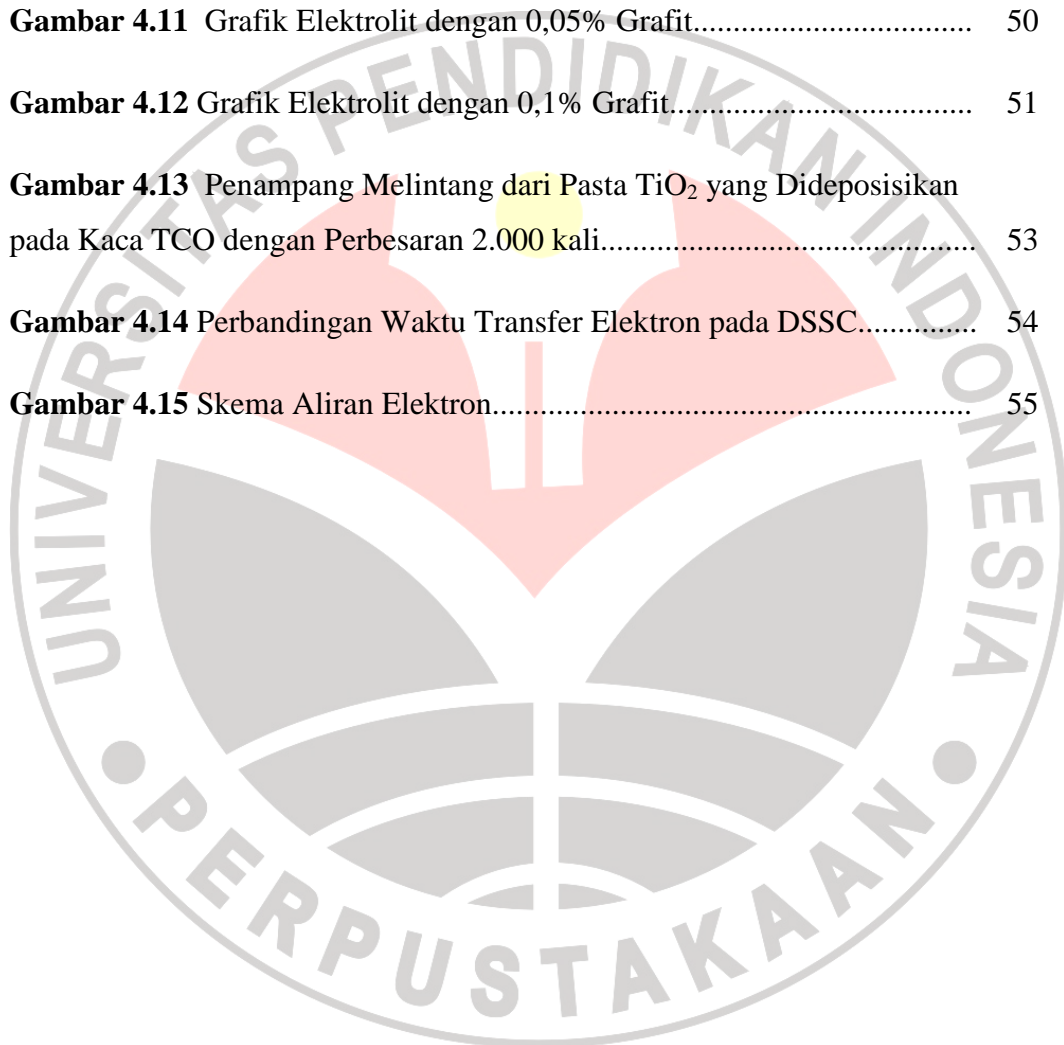 Gambar 4.11 Grafik Elektrolit dengan 0,05% Grafit................................... 50
Gambar 4.12 Grafik Elektrolit dengan 0,1% Grafit...................................... 51
Gambar 4.13 Penampang Melintang dari Pasta TiO₂ yang Dideposisikan
pada Kaca TCO dengan Perbesaran 2.000 kali............................................... 53
Gambar 4.14 Perbandingan Waktu Transfer Elektron pada DSSC............... 54
Gambar 4.15 Skema Aliran Elektron............................................................ 55
UNIVERSITAS PENDIDIKAN INDONESIA
PERPUSTAKAAN